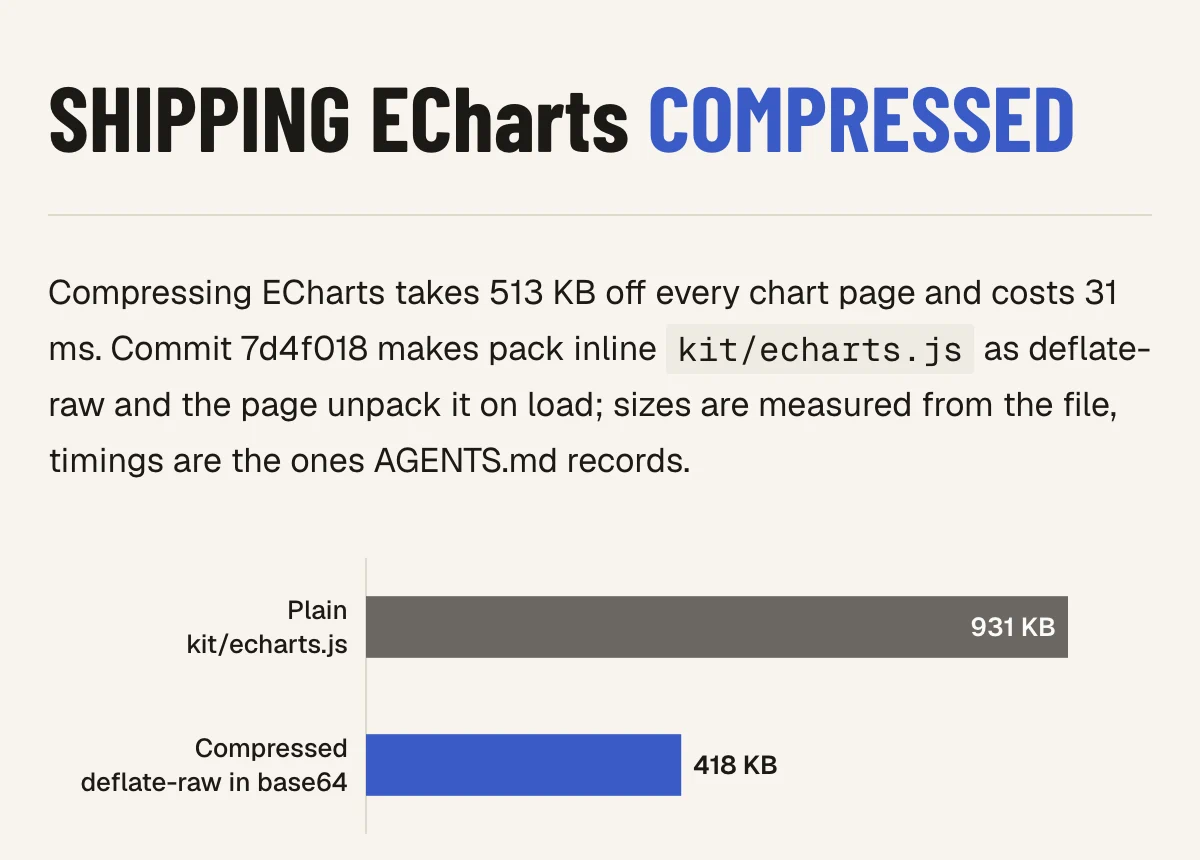 SHIPPING ECharts COMPRESSED
Compressing ECharts takes 513 KB off every chart page and costs 31
ms. Commit 7d4f018 makes pack inline kit/echarts.js as deflate-
raw and the page unpack it on load; sizes are measured from the file,
timings are the ones AGENTS.md records.
Plain
kit/echarts.js
931 KB
Compressed
deflate-raw in base64
418 KB